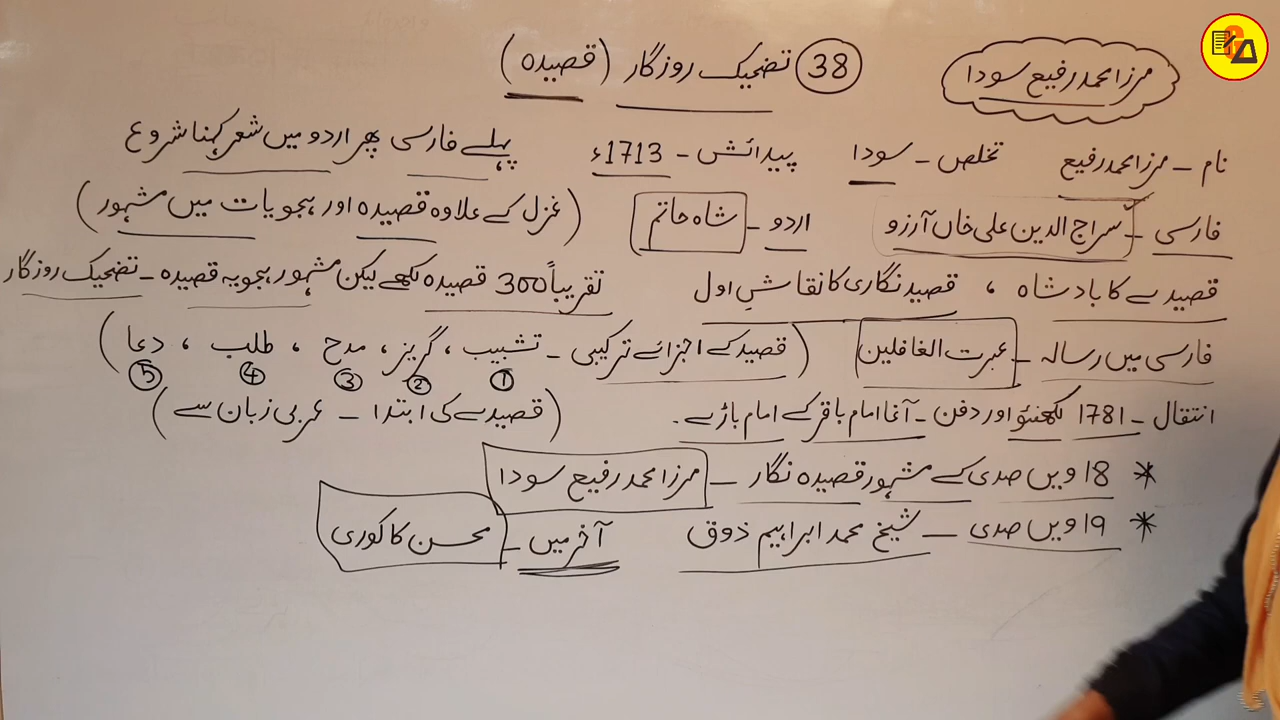 مرزا محمد رفیع سودا
38 تضحیک روزگار (قصیدہ)
نام - مرزا محمد رفیع تخلص - سودا پیدائش - 1713ء پہلے فارسی پھر اردو میں شعر کہنا شروع
فارسی - سراج الدین علی خاں آرزو اردو - شاہ حاتم (غزل کے علاوہ قصیدہ اور ہجویات میں مشہور)
قصیدے کا بادشاہ ، قصیدنگاری کا نقاشِ اول تقریباً 300 قصیدہ لکھے لیکن مشہور ہجویہ قصیدہ - تضحیک روزگار
فارسی میں رسالہ - عبرت الغافلین (قصید کے اجزائے ترکیبی - تشبیب ، گریز ، مدح ، طلب ، دعا)
1 2 3 4 5
انتقال - 1781 لکھنئو اور دفن - آغا امام باقر کے امام باڑے . (قصیدے کی ابتدا - عربی زبان سے)
* 18 ویں صدی کے مشہور قصیدہ نگار - مرزا محمد رفیع سودا
* 19 ویں صدی - شیخ محمد ابراہیم ذوق آخر میں - محسن کاکوری